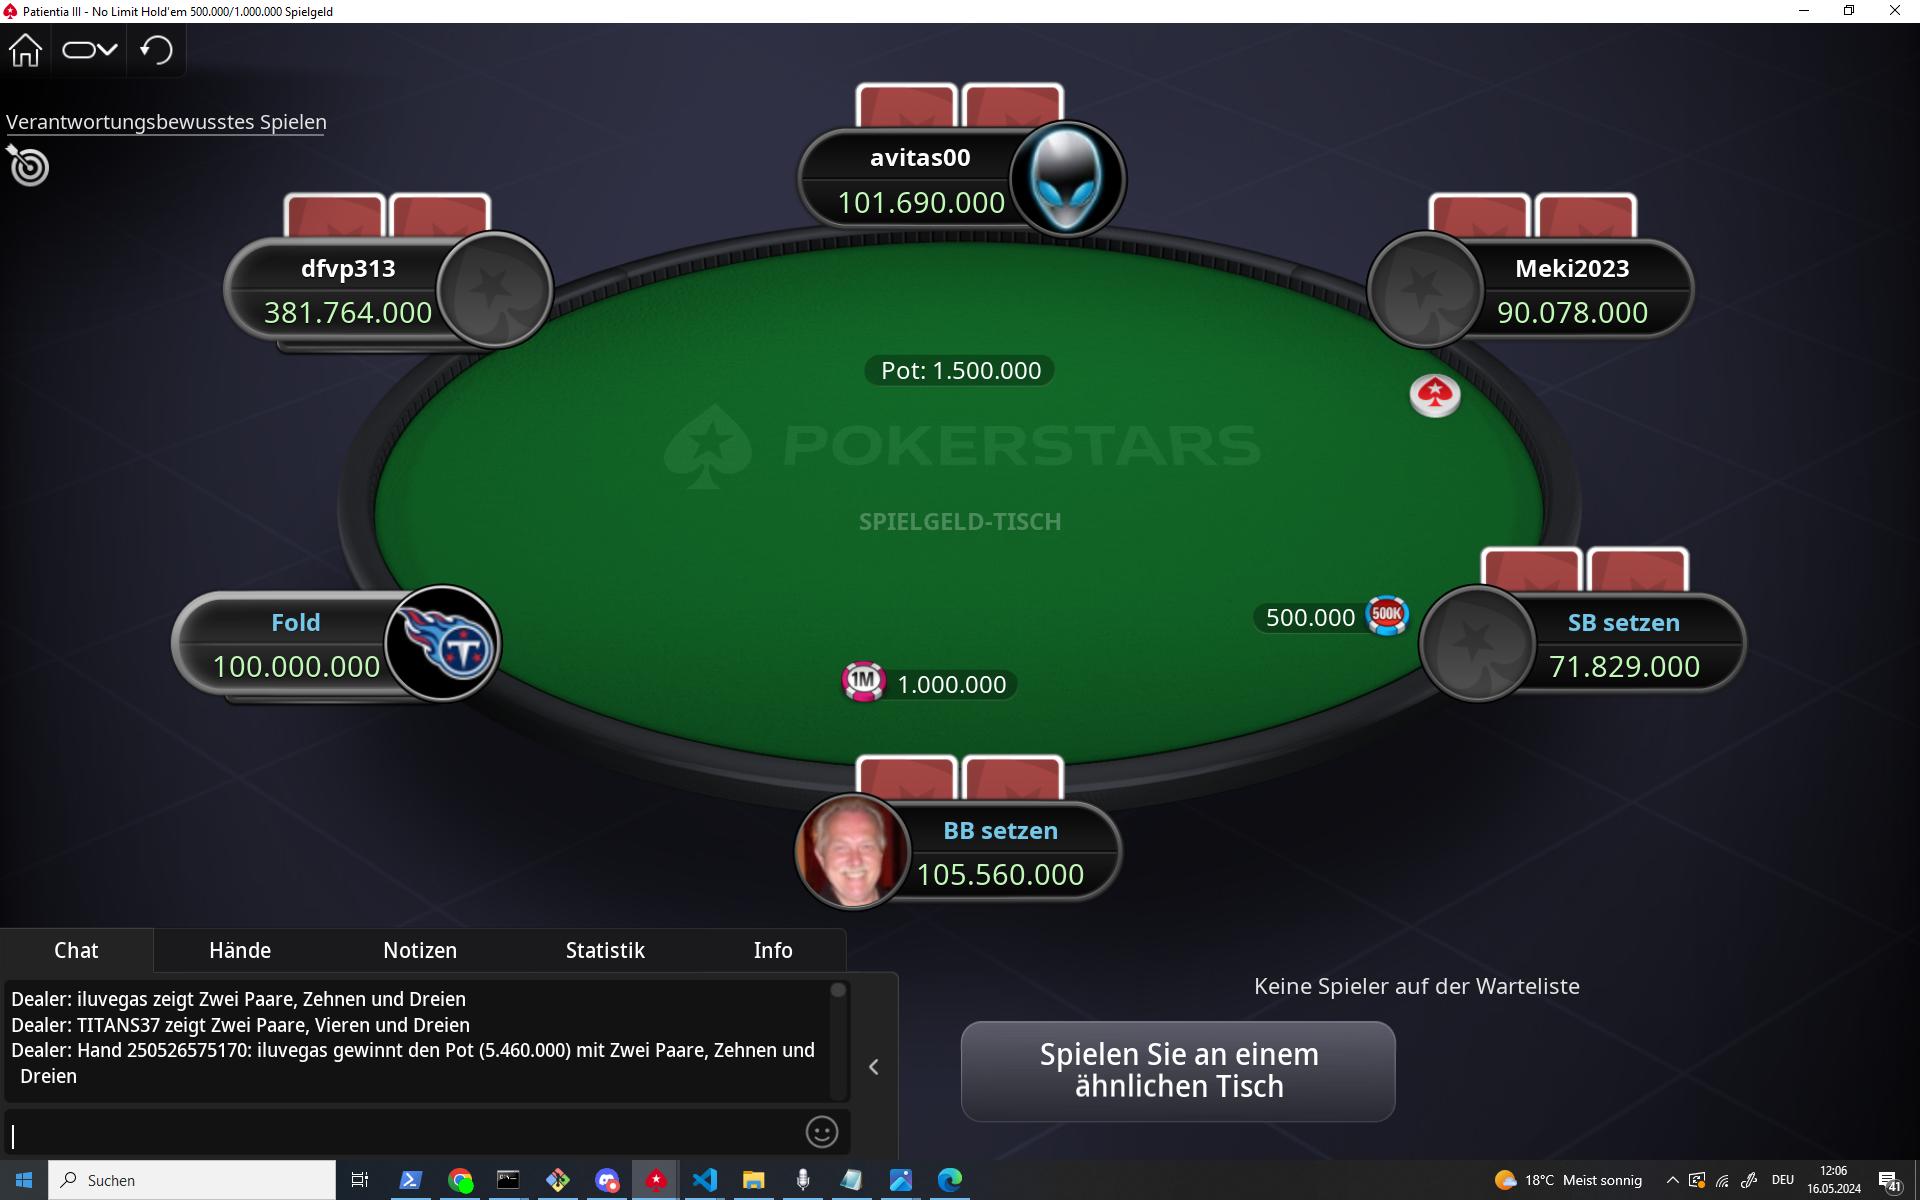 Patientia III - No Limit Hold'em 500.000/1.000.000 Spielgeld
Verantwortungsbewusstes Spielen
avitas00
101.690.000
dfvp313
381.764.000
Meki2023
90.078.000
Pot: 1.500.000
POKERSTARS
SPIELGELD-TISCH
Fold
100.000.000
T
500.000
500K
SB setzen
71.829.000
1M
1.000.000
BB setzen
105.560.000
Chat
Hände
Notizen
Statistik
Info
Dealer: iluvegas zeigt Zwei Paare, Zehnen und Dreien
Dealer: TITANS37 zeigt Zwei Paare, Vieren und Dreien
Dealer: Hand 250526575170: iluvegas gewinnt den Pot (5.460.000) mit Zwei Paare, Zehnen und
Dreien
Keine Spieler auf der Warteliste
Spielen Sie an einem
ähnlichen Tisch
Suchen
18°C Meist sonnig
DEU
12:06
16.05.2024
41